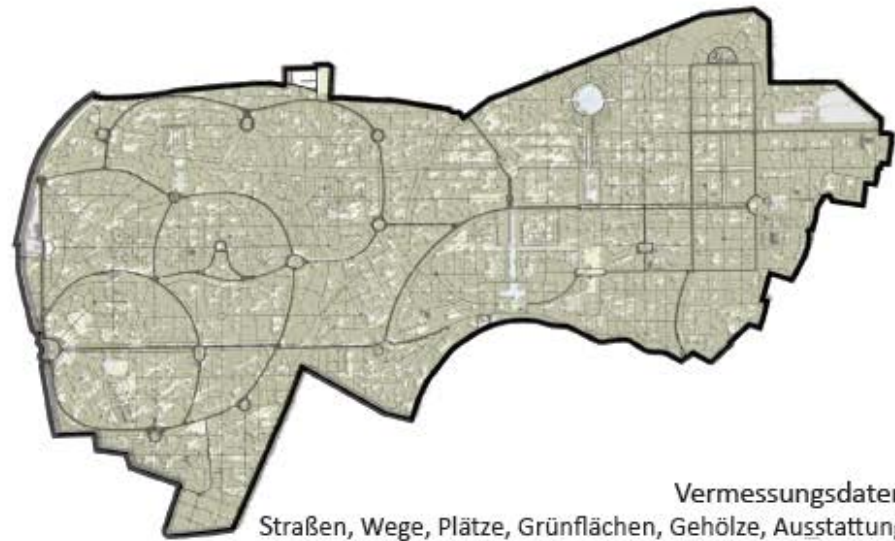 Vermessungsdaten
Straßen, Wege, Plätze, Grünflächen, Gehölze, Ausstattung